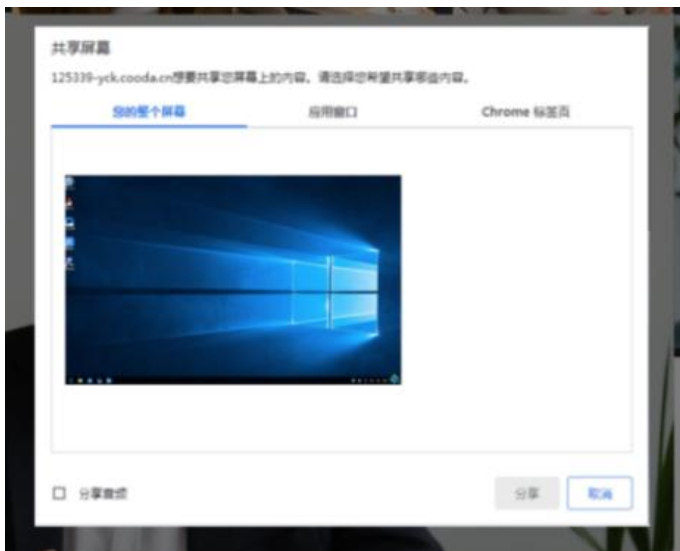 共享屏幕
125339-yck.cooda.cn想要共享您屏幕上的内容。请选择您希望共享哪些内容。
您的整个屏幕
应用窗口
Chrome 标签页
分享音频
分享
取消